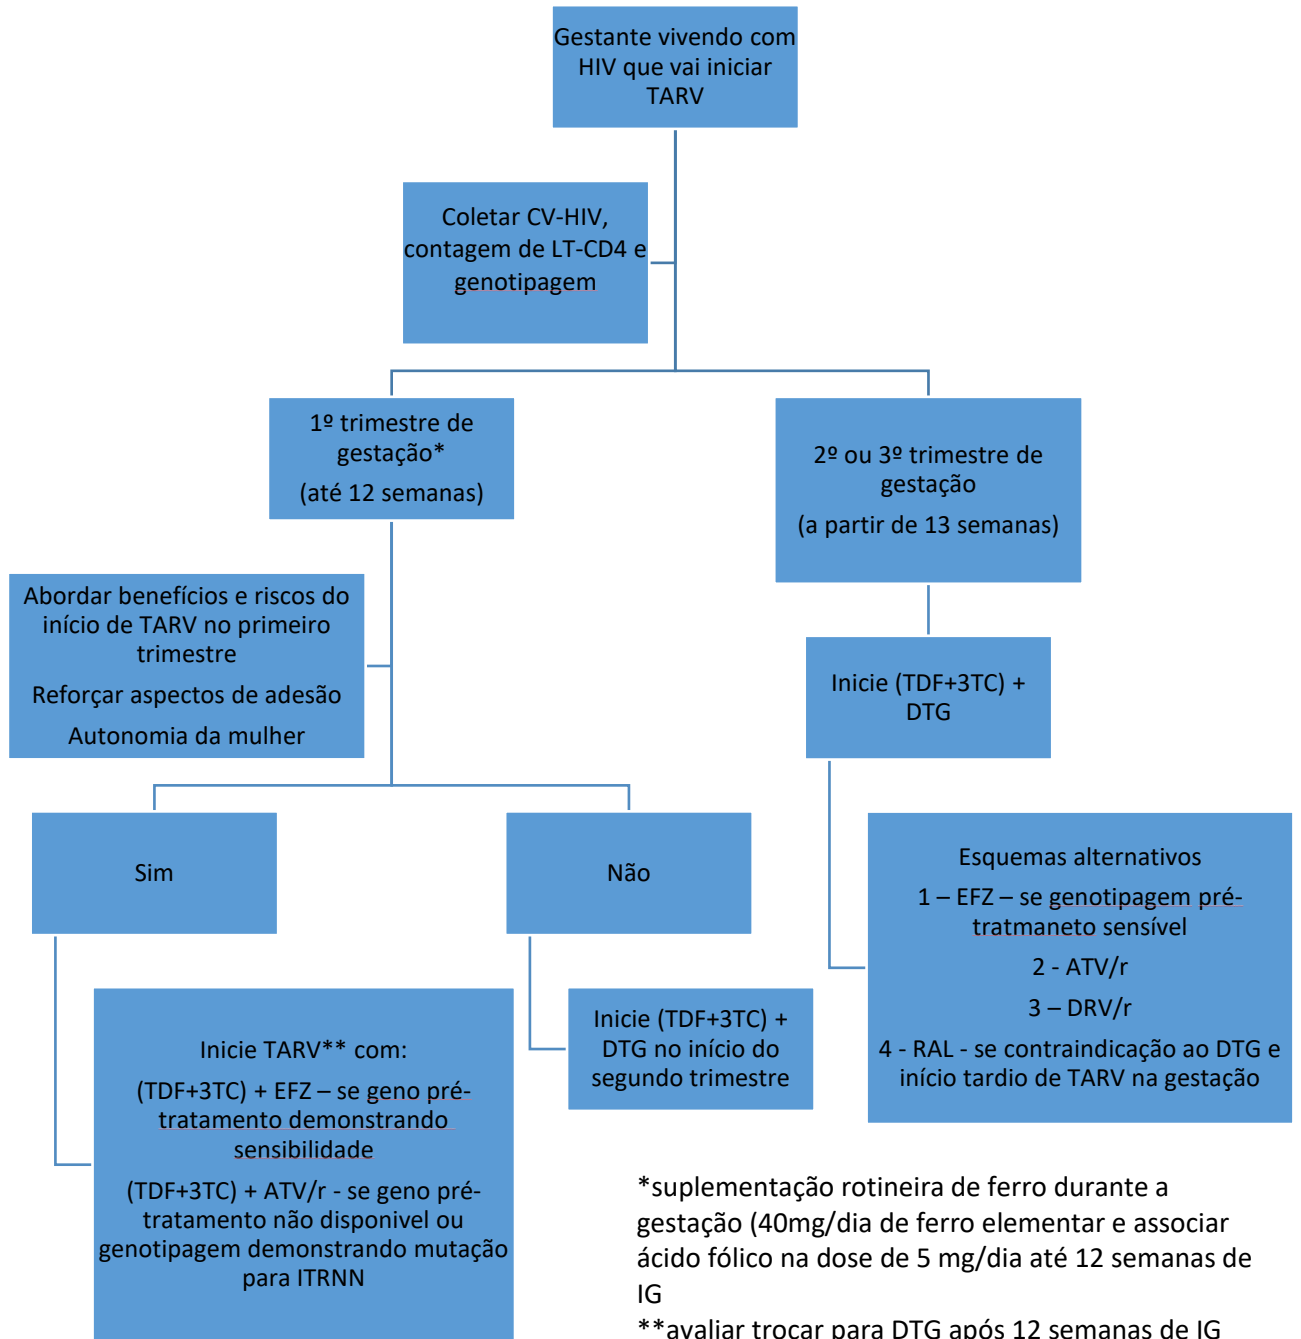 Gestante vivendo com
HIV que vai iniciar
TARV
Coletar CV-HIV,
contagem de LT-CD4 e
genotipagem
1º trimestre de
gestação*
(até 12 semanas)
2º ou 3º trimestre de
gestação
(a partir de 13 semanas)
Abordar benefícios e riscos do
início de TARV no primeiro
trimestre
Reforçar aspectos de adesão
Autonomia da mulher
Inicie (TDF+3TC) +
DTG
Sim
Não
Esquemas alternativos
1 – EFZ – se genotipagem pré-
tratmaneto sensível
2 - ATV/r
3 – DRV/r
4 - RAL - se contraindicação ao DTG e
início tardio de TARV na gestação
Inicie TARV** com:
(TDF+3TC) + EFZ – se geno pré-
tratamento demonstrando
sensibilidade
(TDF+3TC) + ATV/r - se geno pré-
tratamento não disponivel ou
genotipagem demonstrando mutação
para ITRNN
Inicie (TDF+3TC) +
DTG no início do
segundo trimestre
*suplementação rotineira de ferro durante a
gestação (40mg/dia de ferro elementar e associar
ácido fólico na dose de 5 mg/dia até 12 semanas de
IG
**avaliar trocar para DTG após 12 semanas de IG